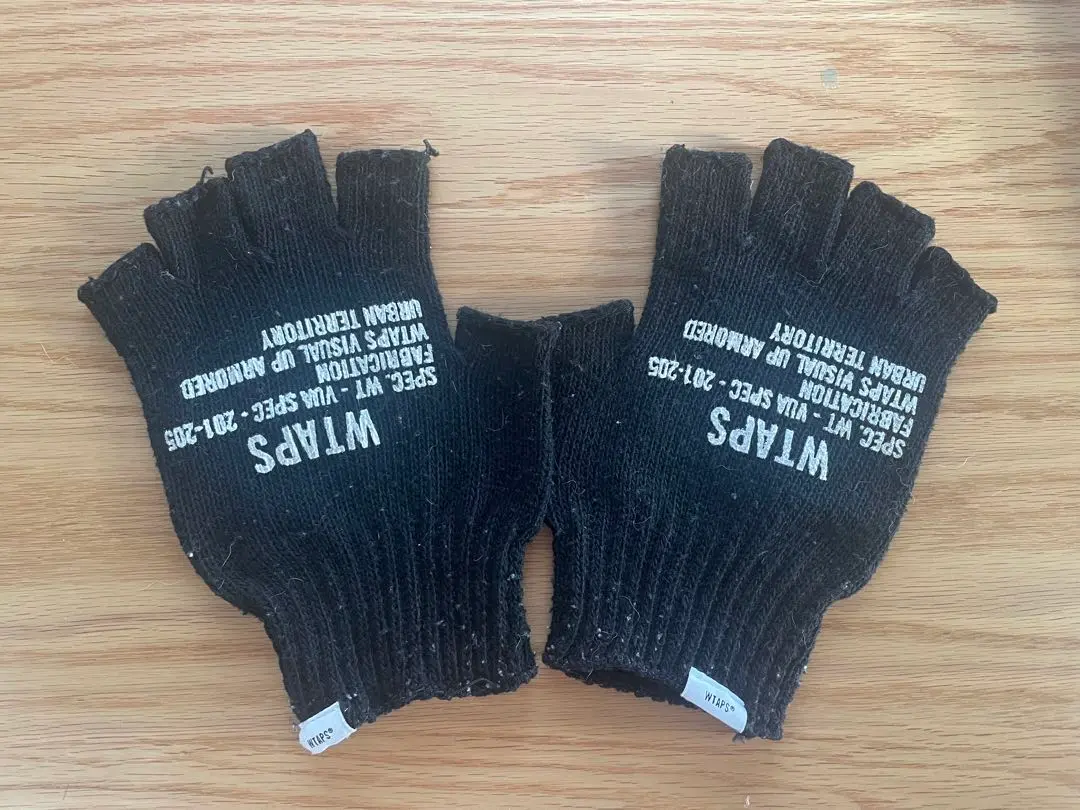 WTAPS
SPEC. WT - VUA SPEC - 201-205
FABRICATION
WTAPS VISUAL UP ARMORED
URBAN TERRITORY
WTAPS®
WTAPS
SPEC. WT - VUA SPEC - 201-205
FABRICATION
WTAPS VISUAL UP ARMORED
URBAN TERRITORY
WTAPS®